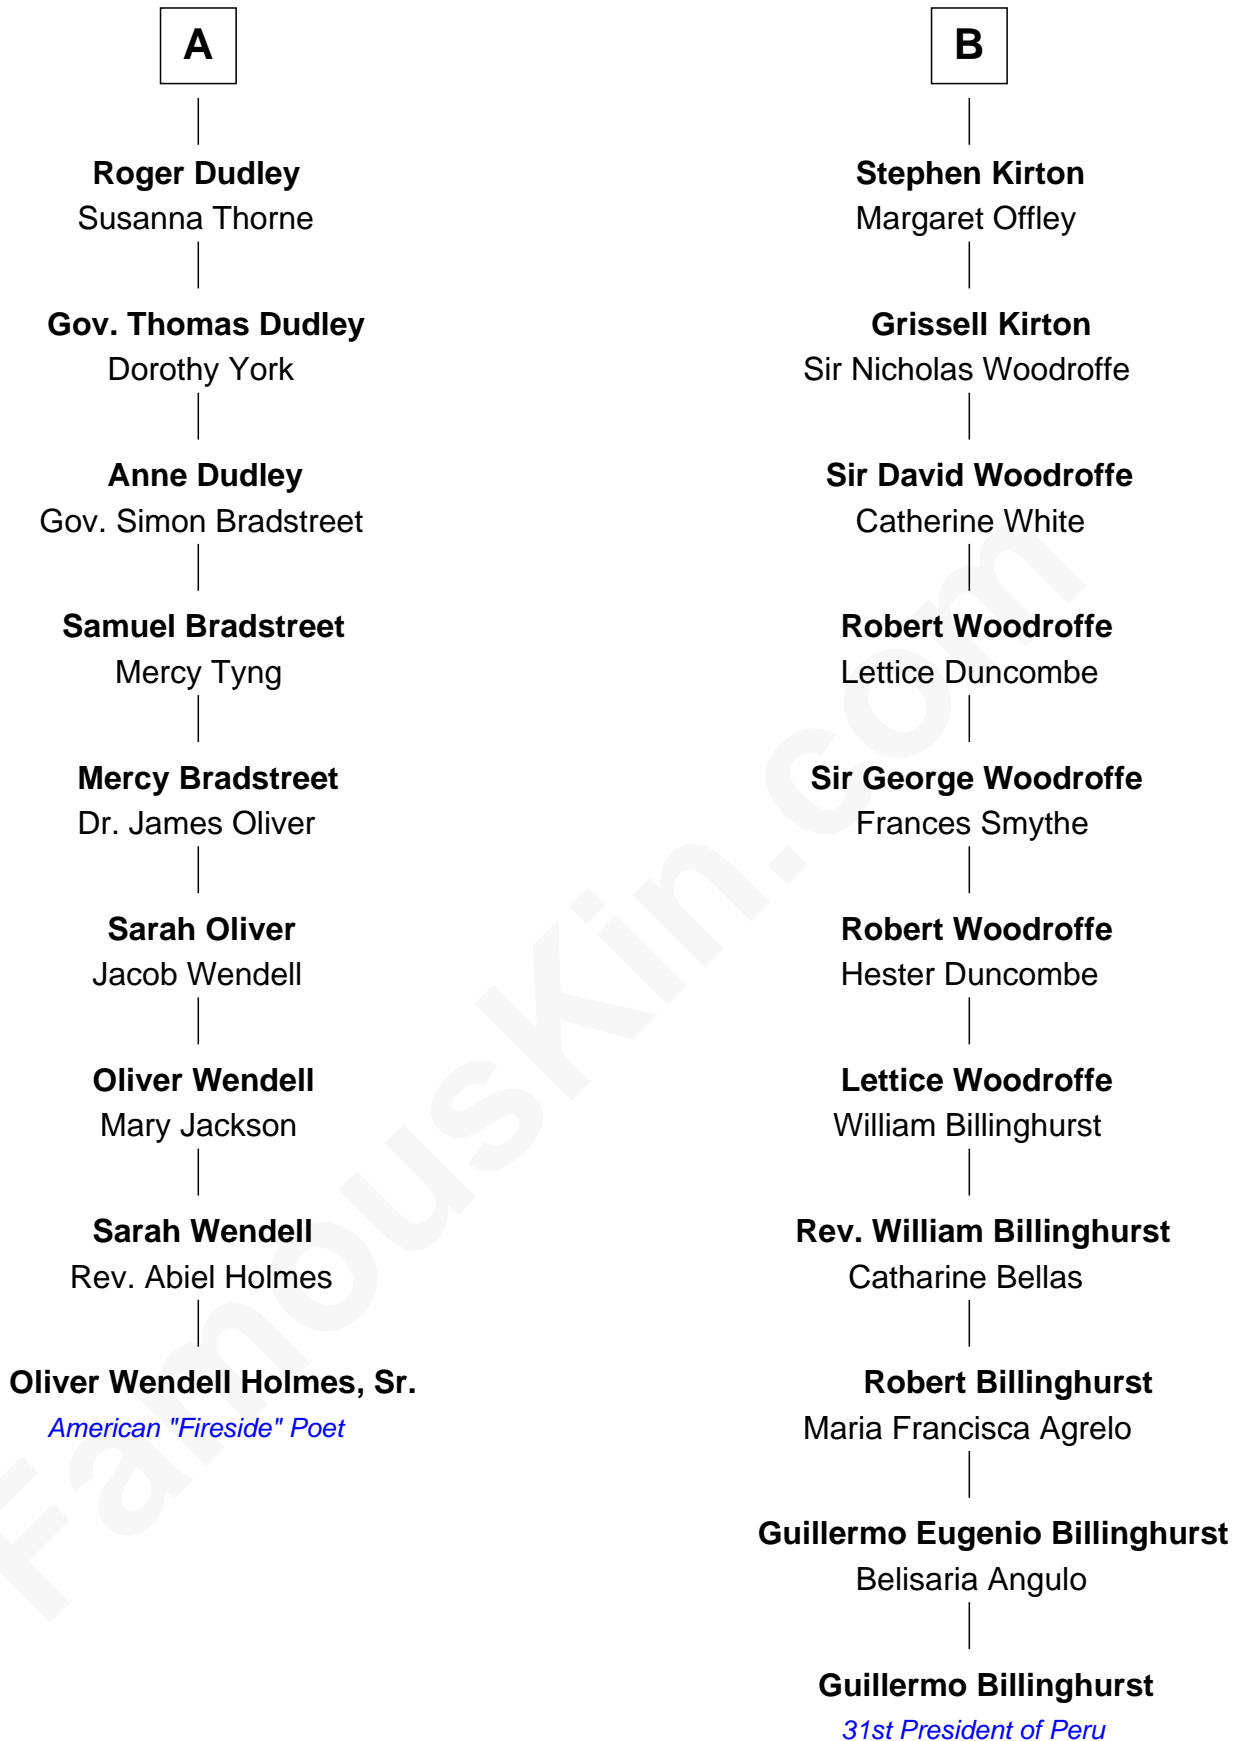 A
Roger Dudley
Susanna Thorne
Gov. Thomas Dudley
Dorothy York
Anne Dudley
Gov. Simon Bradstreet
Samuel Bradstreet
Mercy Tyng
Mercy Bradstreet
Dr. James Oliver
Sarah Oliver
Jacob Wendell
Oliver Wendell
Mary Jackson
Sarah Wendell
Rev. Abiel Holmes
Oliver Wendell Holmes, Sr.
American "Fireside" Poet
B
Stephen Kirton
Margaret Offley
Grissell Kirton
Sir Nicholas Woodroffe
Sir David Woodroffe
Catherine White
Robert Woodroffe
Lettice Duncombe
Sir George Woodroffe
Frances Smythe
Robert Woodroffe
Hester Duncombe
Lettice Woodroffe
William Billinghurst
Rev. William Billinghurst
Catharine Bellas
Robert Billinghurst
Maria Francisca Agrelo
Guillermo Eugenio Billinghurst
Belisaria Angulo
Guillermo Billinghurst
31st President of Peru
FamousKin.com